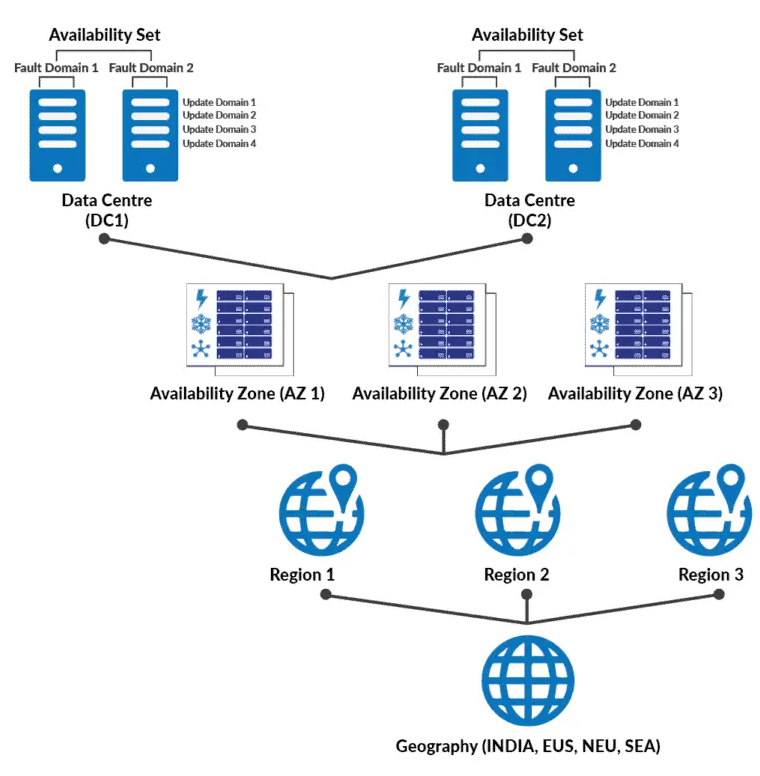 Availability Set
Availability Set
Fault Domain 1
Fault Domain 2
Fault Domain 1
Fault Domain 2
Update Domain 1
Update Domain 2
Update Domain 3
Update Domain 4
Update Domain 1
Update Domain 2
Update Domain 3
Update Domain 4
Data Centre
(DC1)
Data Centre
(DC2)
Availability Zone (AZ 1)
Availability Zone (AZ 2)
Availability Zone (AZ 3)
Region 1
Region 2
Region 3
Geography (INDIA, EUS, NEU, SEA)